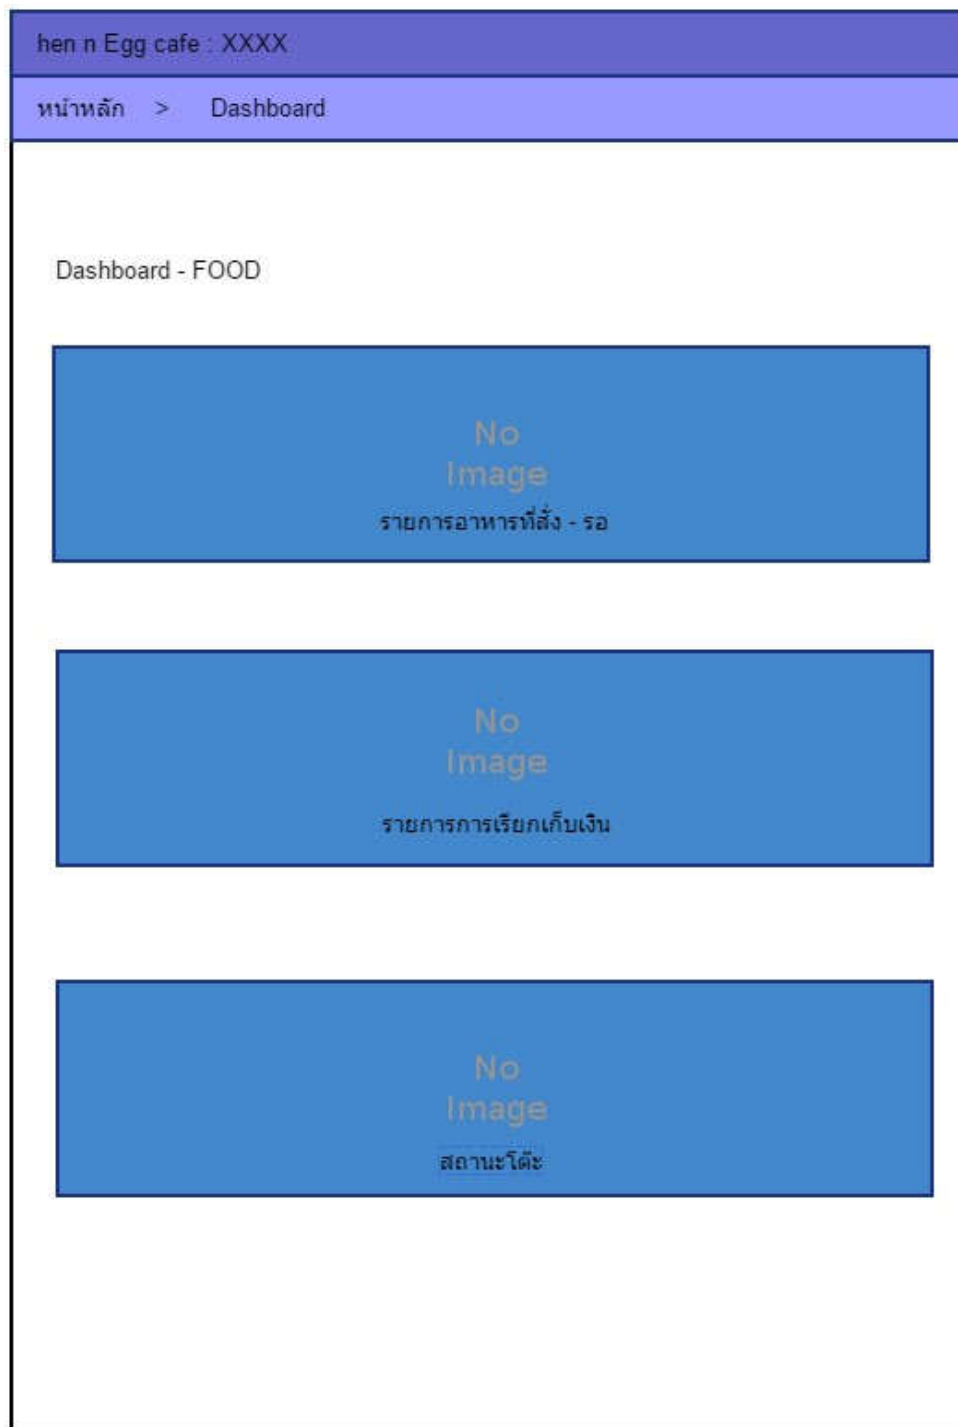 hen n Egg cafe : XXXX
หน้าหลัก > Dashboard
Dashboard - FOOD
No
Image
รายการอาหารที่สั่ง - รอ
No
Image
รายการการเรียกเก็บเงิน
No
Image
สถานะโต๊ะ